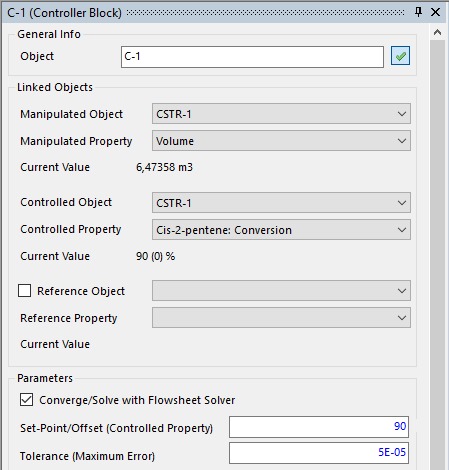 C-1 (Controller Block)
General Info
Object C-1
Linked Objects
Manipulated Object CSTR-1
Manipulated Property Volume
Current Value 6,47358 m3
Controlled Object CSTR-1
Controlled Property Cis-2-pentene: Conversion
Current Value 90 (0) %
Reference Object
Reference Property
Current Value
Parameters
Converge/Solve with Flowsheet Solver
Set-Point/Offset (Controlled Property) 90
Tolerance (Maximum Error) 5E-05